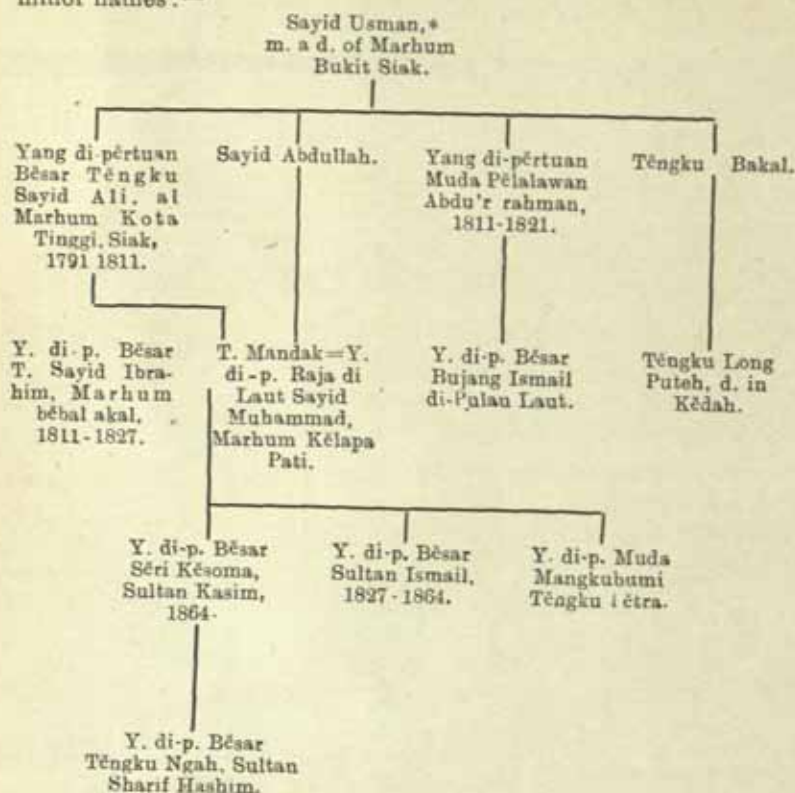 minor names:—
Sayid Usman,*
m. a d. of Marhum
Bukit Siak.
Yang di pĕrtuan
Bĕsar Tĕngku
Sayid Ali, al
Marhum Kota
Tinggi, Siak,
1791 1811.
Sayid Abdullah.
Yang di-pĕrtuan
Muda Pĕlalawan
Abdu'r rahman,
1811-1821.
Tĕngku Bakal.
Y. di-p. Bĕsar
T. Sayid Ibra-
him, Marhum
bĕbal akal,
1811-1827.
T. Mandak=Y.
di-p. Raja di
Laut Sayid
Muhammad,
Marhum Kĕlapa
Pati.
Y. di-p. Bĕsar
Bujang Ismail
di-Pulau Laut.
Tĕngku Long
Puteh, d. in
Kĕdah.
Y. di-p. Bĕsar
Sĕri Kĕsoma,
Sultan Kasim,
1864-
Y. di-p. Bĕsar
Sultan Ismail,
1827-1864.
Y. di-p. Muda
Mangkubumi
Tĕngku
Y. di-p. Bĕsar
Tĕngku Ngah, Sultan
Sharif Hashim.